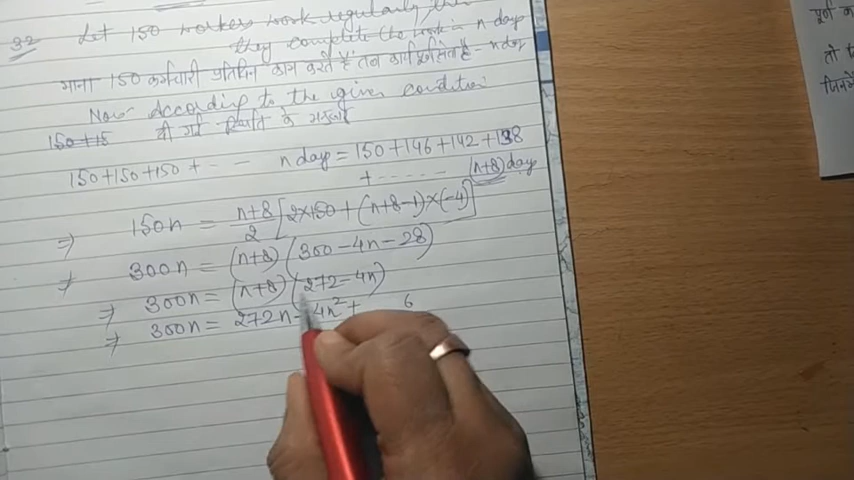 32 Let 150 workers work regularly then
they complete the work in n day
माना 150 कर्मचारी प्रतिदिन काम करते हैं तब कार्य n day
Now According to the given condition
150+15 दी गई स्थिति के अनुसार
150+150+150+ - - n day = 150+146+142+138
+ - - - - - (n+8) day
⇒ 150n = n+8/2 [2×150+(n+8-1)×(-4)]
⇒ 300n = (n+8) (300-4n-28)
⇒ 300n = (n+8) (272-4n)
⇒ 300n = 272n - 4n² + 6
पूर्ण
तो